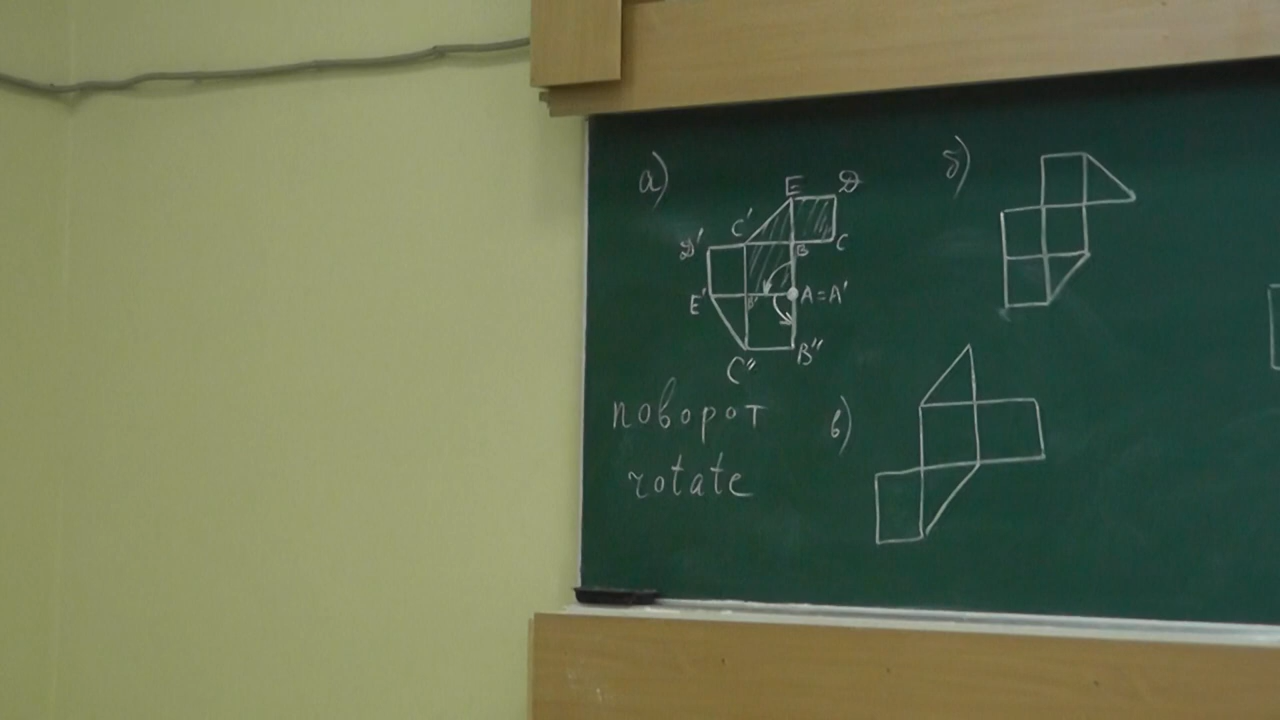 а)
E D
C' B C
D'
E' B' A = A'
C" B"
поворот
rotate
б)
в)